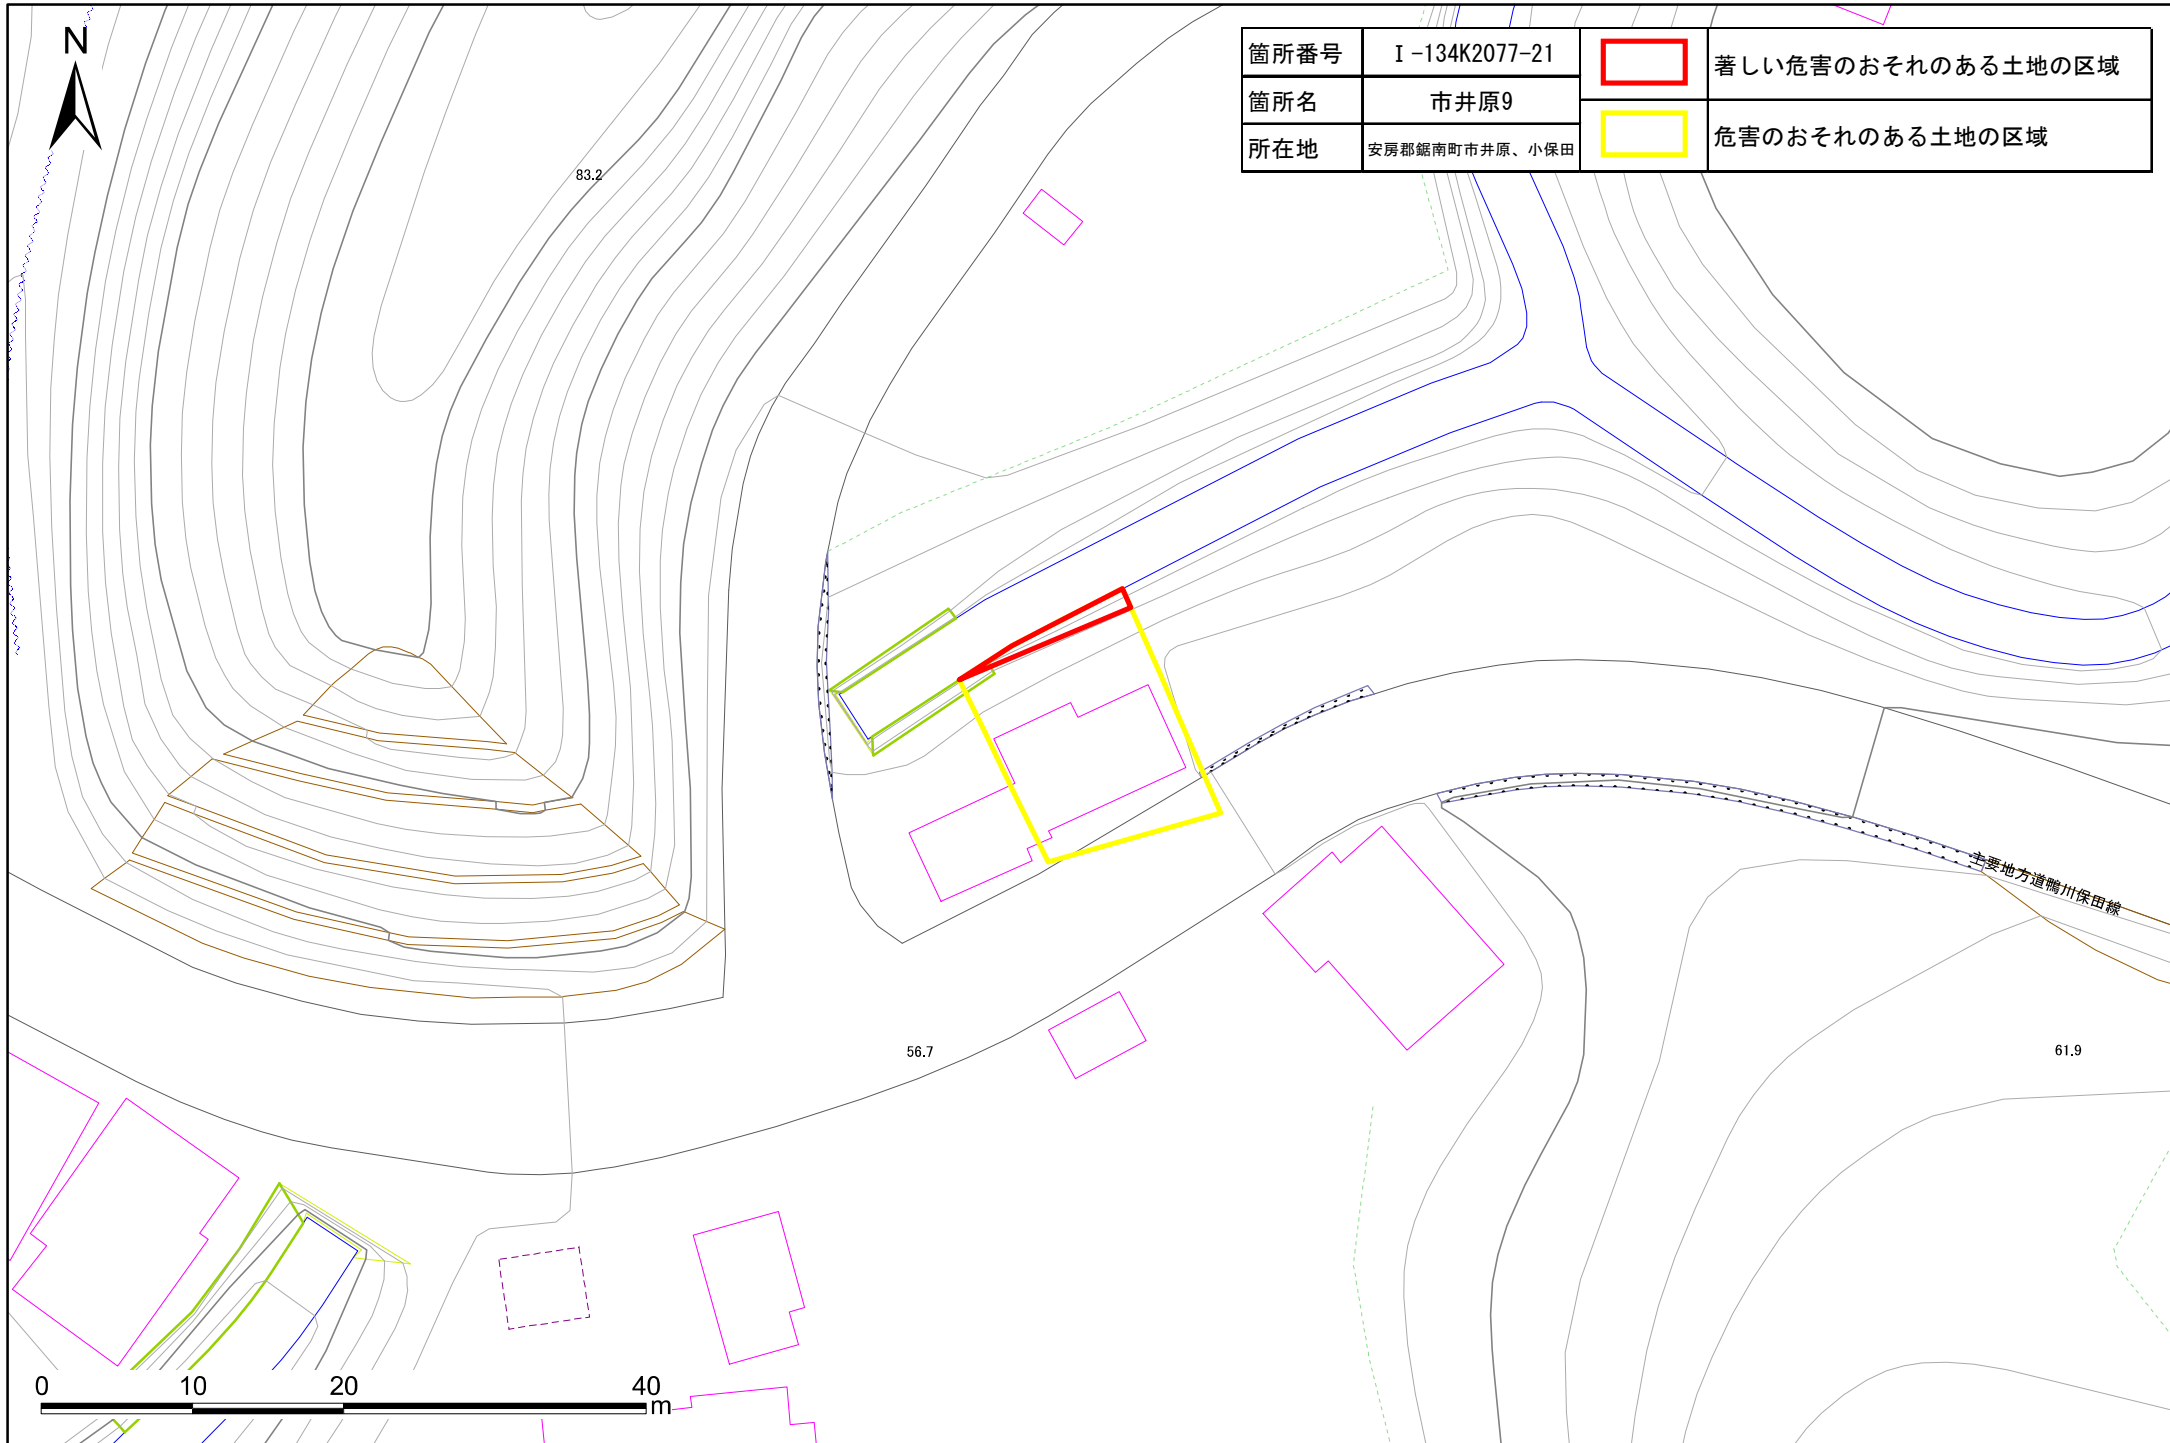 N
箇所番号 Ⅰ-134K2077-21
箇所名 市井原9
所在地 安房郡鋸南町市井原、小保田
著しい危害のおそれのある土地の区域
危害のおそれのある土地の区域
83.2
主要地方道鴨川保田線
56.7
61.9
0 10 20 40
m